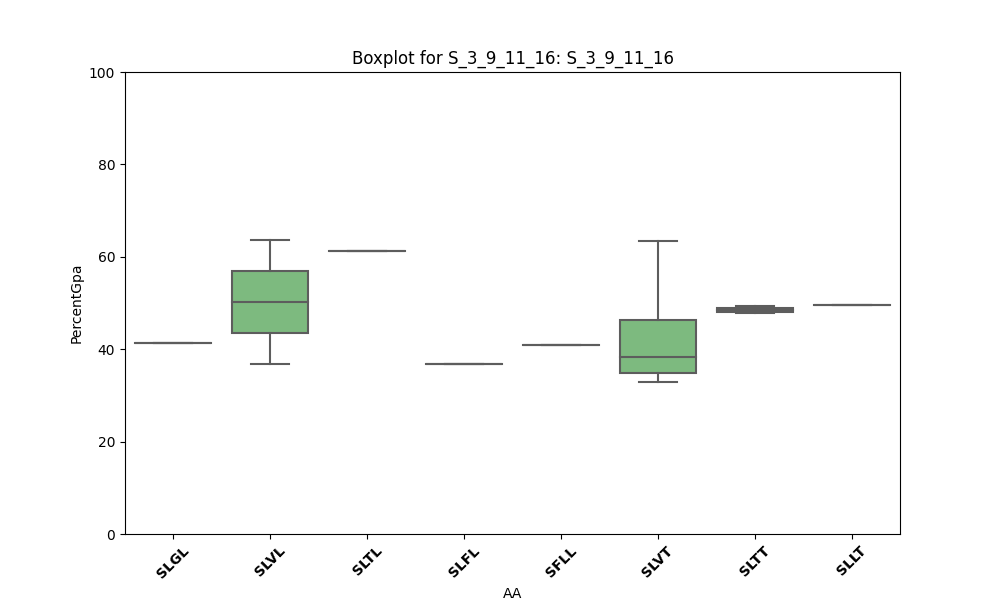 Boxplot for S_3_9_11_16: S_3_9_11_16
100
80
60
40
20
0
PercentGpa
SLGL
SLVL
SLTL
SLFL
SFLL
SLVT
SLTT
SLLT
AA